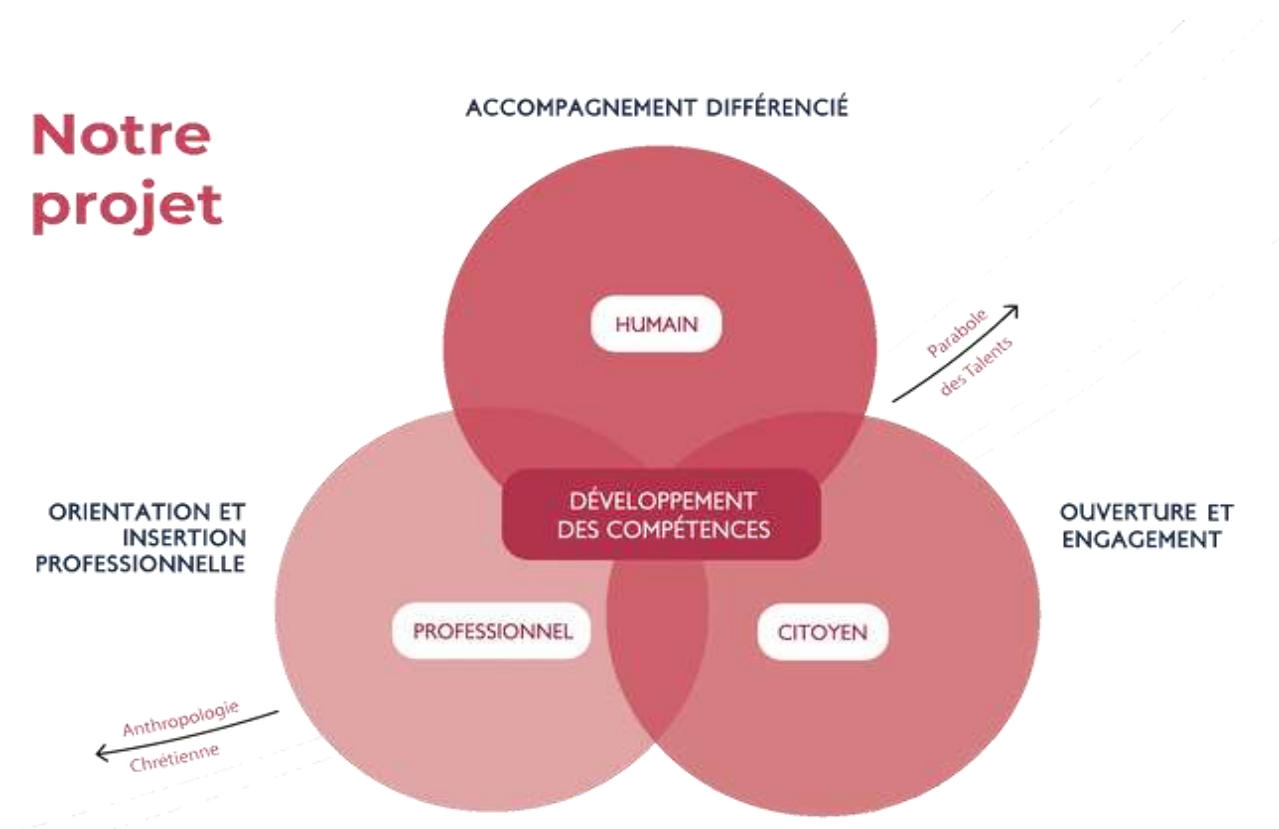 Notre
projet
ACCOMPAGNEMENT DIFFÉRENCIÉ
HUMAIN
Parabole
des Talents
DÉVELOPPEMENT
DES COMPÉTENCES
ORIENTATION ET
INSERTION
PROFESSIONNELLE
OUVERTURE ET
ENGAGEMENT
PROFESSIONNEL
CITOYEN
Anthropologie
Chrétienne